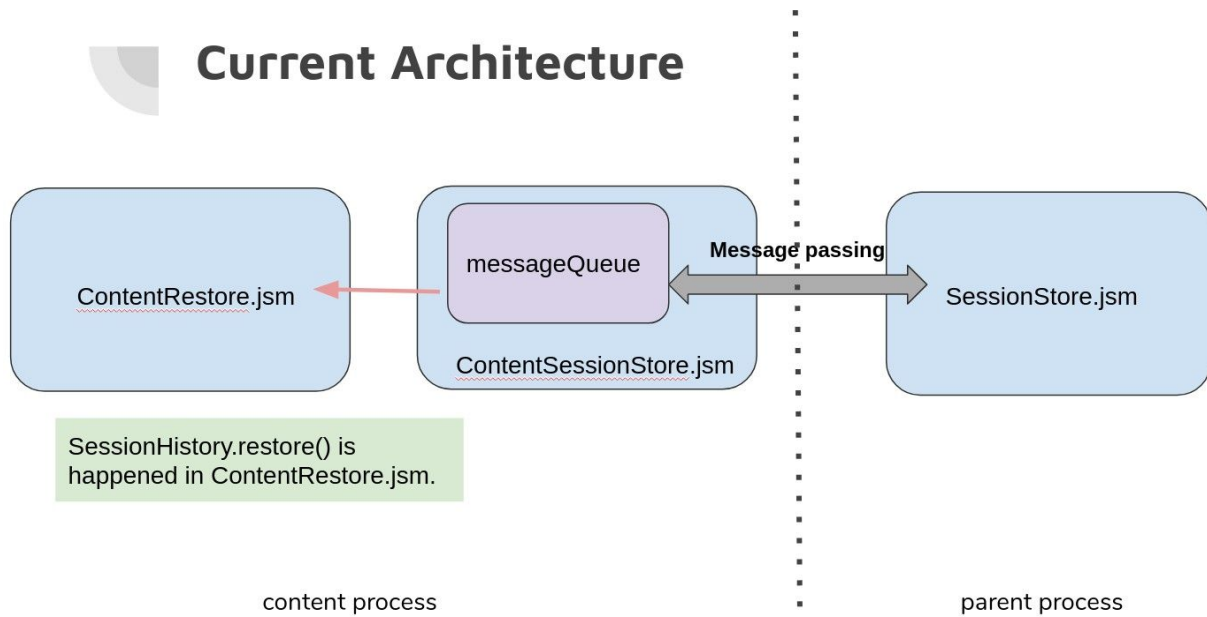 Current Architecture
Message passing
messageQueue
ContentRestore.jsm
SessionStore.jsm
ContentSessionStore.jsm
SessionHistory.restore() is
happened in ContentRestore.jsm.
content process
parent process